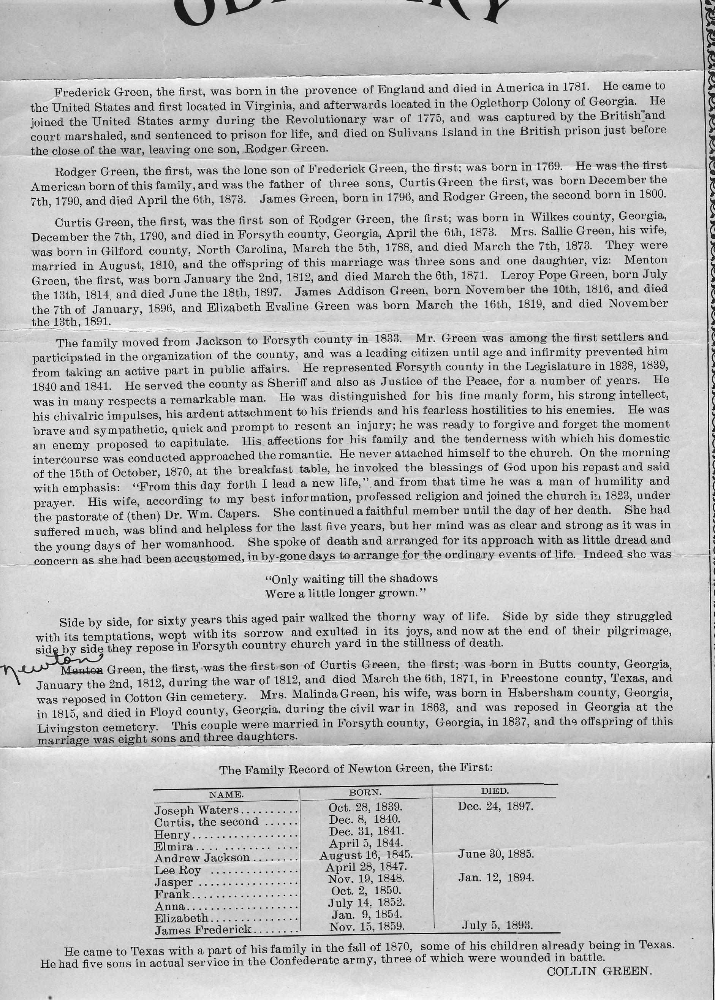 Frederick Green, the first, was born in the provence of England and died in America in 1781. He came to
the United States and first located in Virginia, and afterwards located in the Oglethorp Colony of Georgia. He
joined the United States army during the Revolutionary war of 1775, and was captured by the British and
court marshaled, and sentenced to prison for life, and died on Sulivans Island in the British prison just before
the close of the war, leaving one son, Rodger Green.
Rodger Green, the first, was the lone son of Frederick Green, the first; was born in 1769. He was the first
American born of this family, and was the father of three sons, Curtis Green the first, was born December the
7th, 1790, and died April the 6th, 1873. James Green, born in 1796, and Rodger Green, the second born in 1800.
Curtis Green, the first, was the first son of Rodger Green, the first; was born in Wilkes county, Georgia,
December the 7th, 1790, and died in Forsyth county, Georgia, April the 6th, 1873. Mrs. Sallie Green, his wife,
was born in Gilford county, North Carolina, March the 5th, 1788, and died March the 7th, 1873. They were
married in August, 1810, and the offspring of this marriage was three sons and one daughter, viz: Menton
Green, the first, was born January the 2nd, 1812, and died March the 6th, 1871. Leroy Pope Green, born July
the 13th, 1814, and died June the 18th, 1897. James Addison Green, born November the 10th, 1816, and died
the 7th of January, 1896, and Elizabeth Evaline Green was born March the 16th, 1819, and died November
the 13th, 1891.
The family moved from Jackson to Forsyth county in 1833. Mr. Green was among the first settlers and
participated in the organization of the county, and was a leading citizen until age and infirmity prevented him
from taking an active part in public affairs. He represented Forsyth county in the Legislature in 1838, 1839,
1840 and 1841. He served the county as Sheriff and also as Justice of the Peace, for a number of years. He
was in many respects a remarkable man. He was distinguished for his fine manly form, his strong intellect,
his chivalric impulses, his ardent attachment to his friends and his fearless hostilities to his enemies. He was
brave and sympathetic, quick and prompt to resent an injury; he was ready to forgive and forget the moment
an enemy proposed to capitulate. His affections for his family and the tenderness with which his domestic
intercourse was conducted approached the romantic. He never attached himself to the church. On the morning
of the 15th of October, 1870, at the breakfast table, he invoked the blessings of God upon his repast and said
with emphasis: “From this day forth I lead a new life,” and from that time he was a man of humility and
prayer. His wife, according to my best information, professed religion and joined the church in 1823, under
the pastorate of (then) Dr. Wm. Capers. She continued a faithful member until the day of her death. She had
suffered much, was blind and helpless for the last five years, but her mind was as clear and strong as it was in
the young days of her womanhood. She spoke of death and arranged for its approach with as little dread and
concern as she had been accustomed, in by-gone days to arrange for the ordinary events of life. Indeed she was
“Only waiting till the shadows
Were a little longer grown.”
Side by side, for sixty years this aged pair walked the thorny way of life. Side by side they struggled
with its temptations, wept with its sorrow and exulted in its joys, and now at the end of their pilgrimage,
side by side they repose in Forsyth country church yard in the stillness of death.
Newton
Menton Green, the first, was the first son of Curtis Green, the first; was born in Butts county, Georgia,
January the 2nd, 1812, during the war of 1812, and died March the 6th, 1871, in Freestone county, Texas, and
was reposed in Cotton Gin cemetery. Mrs. Malinda Green, his wife, was born in Habersham county, Georgia,
in 1815, and died in Floyd county, Georgia, during the civil war in 1863, and was reposed in Georgia at the
Livingston cemetery. This couple were married in Forsyth county, Georgia, in 1837, and the offspring of this
marriage was eight sons and three daughters.
The Family Record of Newton Green, the First:
NAME. BORN. DIED.
Joseph Waters.......... Oct. 28, 1839. Dec. 24, 1897.
Curtis, the second ...... Dec. 8, 1840.
Henry.................. Dec. 31, 1841.
Elmira.... ........ .... April 5, 1844.
Andrew Jackson........ August 16, 1845. June 30, 1885.
Lee Roy ............... April 28, 1847.
Jasper ................. Nov. 19, 1848. Jan. 12, 1894.
Frank.................. Oct. 2, 1850.
Anna................... July 14, 1852.
Elizabeth............... Jan. 9, 1854.
James Frederick........ Nov. 15, 1859. July 5, 1893.
He came to Texas with a part of his family in the fall of 1870, some of his children already being in Texas.
He had five sons in actual service in the Confederate army, three of which were wounded in battle.
COLLIN GREEN.